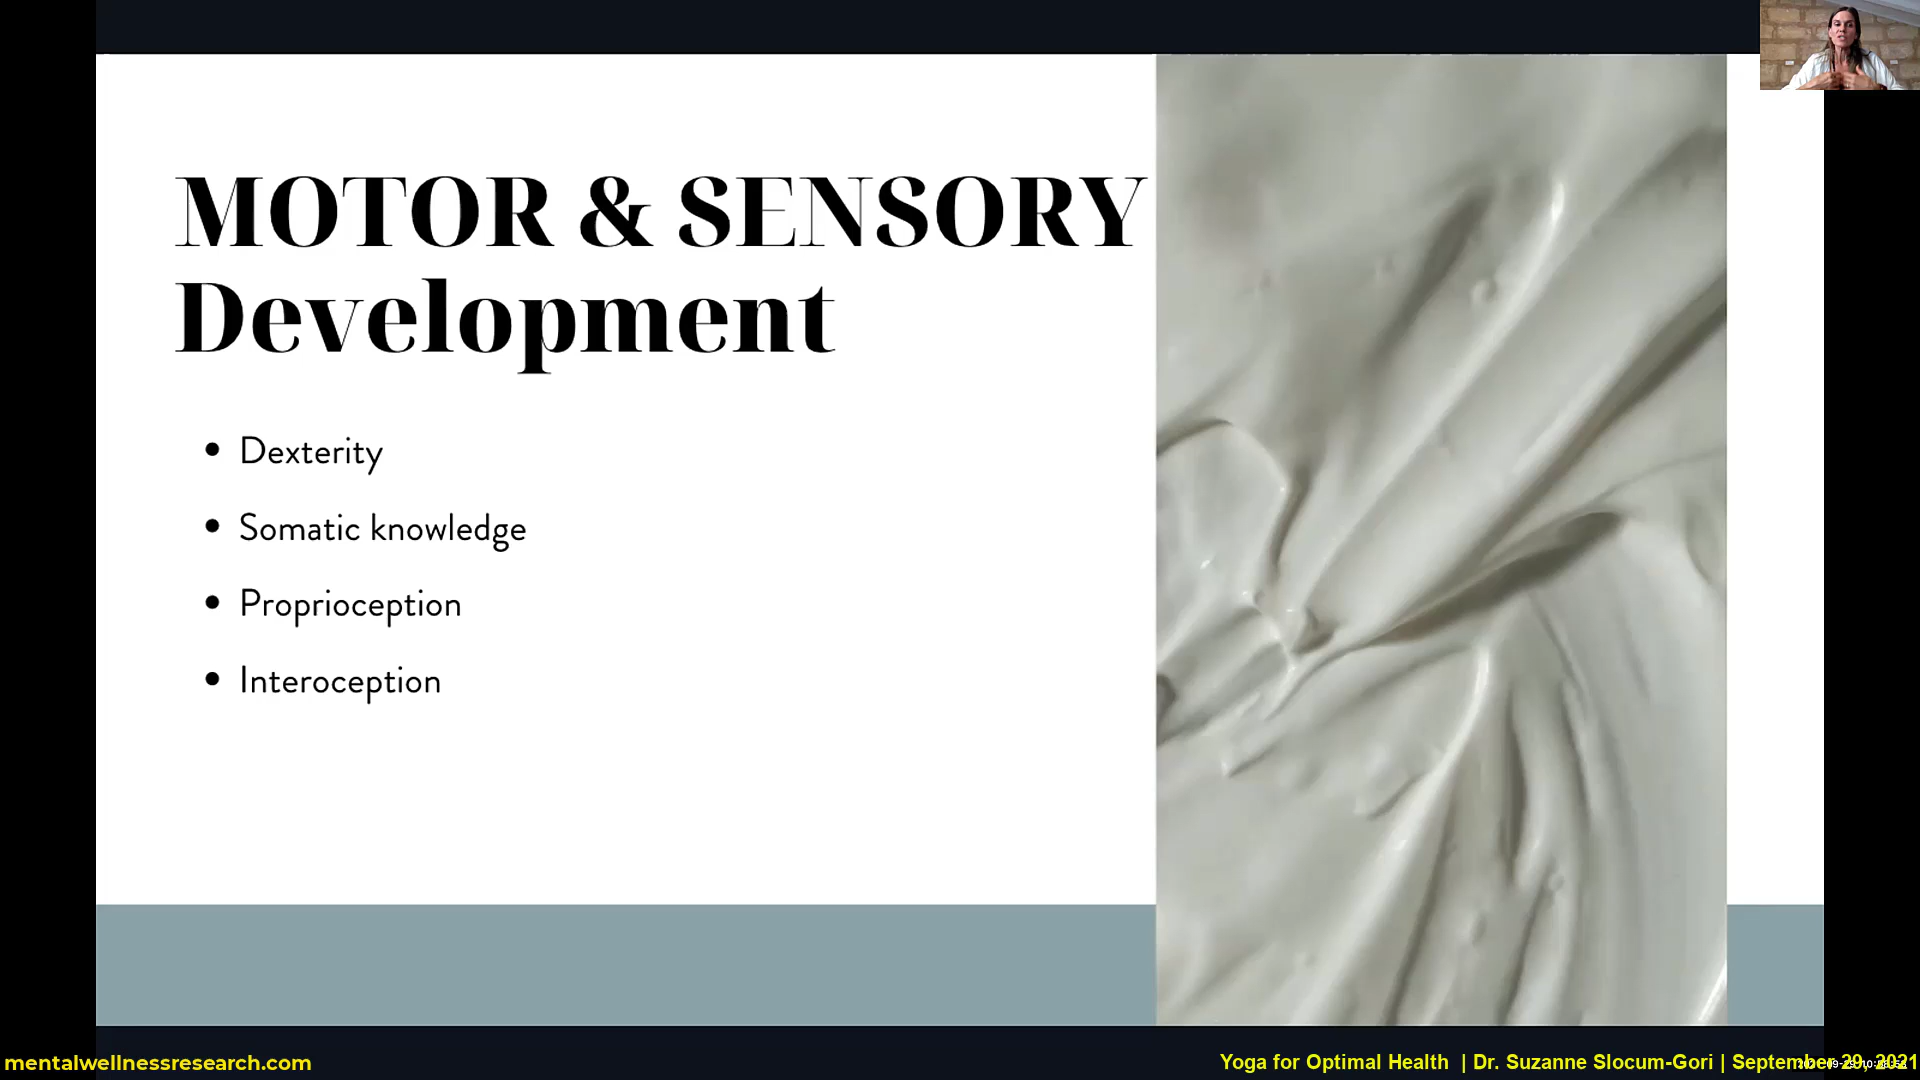 MOTOR & SENSORY
Development
• Dexterity
• Somatic knowledge
• Proprioception
• Interoception
mentalwellnessresearch.com
Yoga for Optimal Health | Dr. Suzanne Slocum-Gori | September 29, 2021